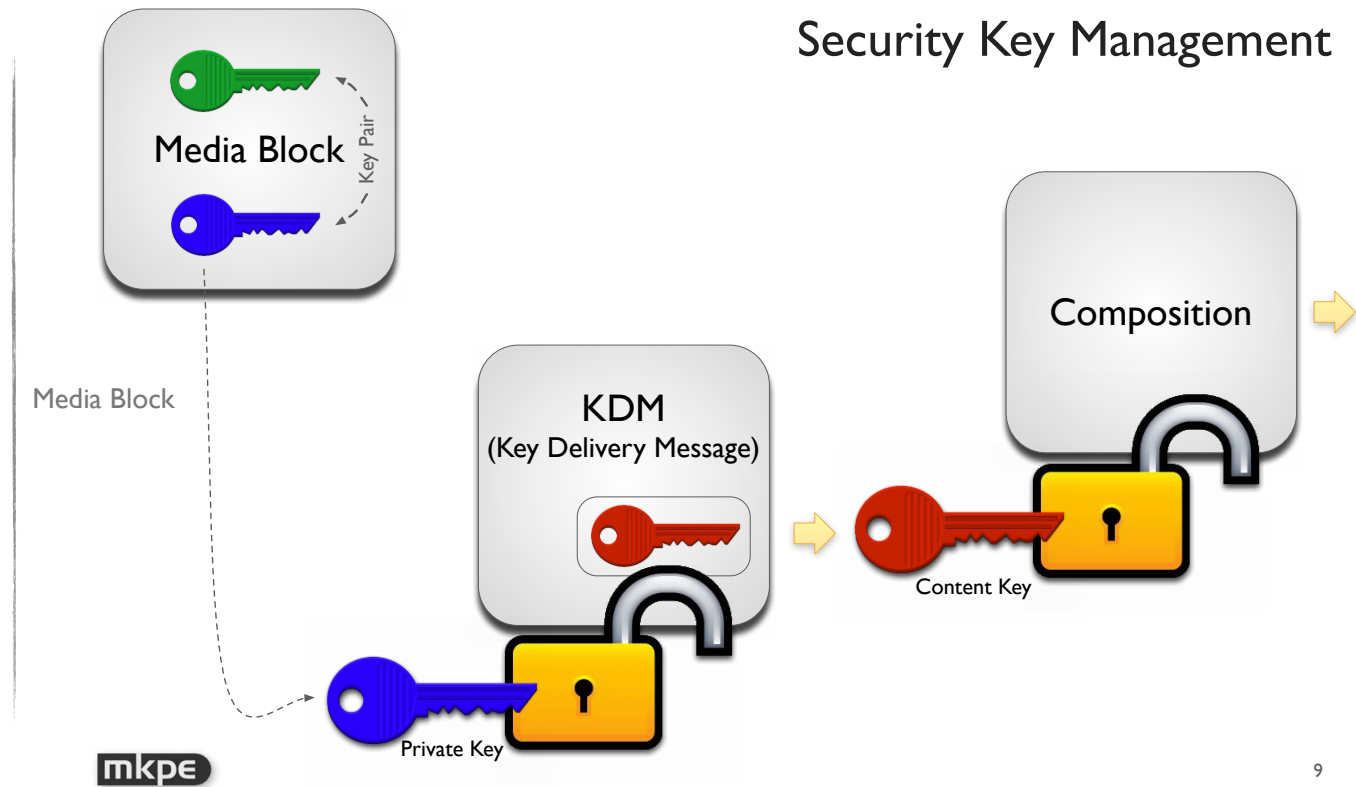 Security Key Management
Media Block
Key Pair
Media Block
KDM
(Key Delivery Message)
Private Key
Content Key
Composition
mkpe
9